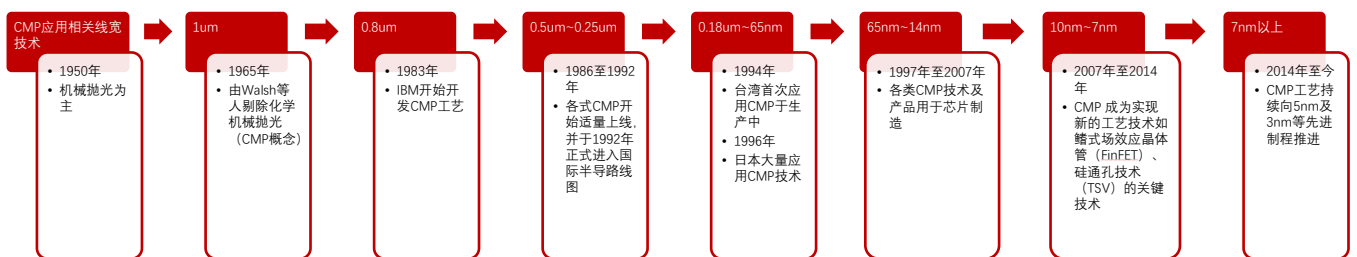 CMP应用相关线宽
技术
• 1950年
• 机械抛光为
主
1um
• 1965年
• 由Walsh等
人剔除化学
机械抛光
（CMP概念）
0.8um
• 1983年
• IBM开始开
发CMP工艺
0.5um~0.25um
• 1986至1992
年
• 各式CMP开
始适量上线,
并于1992年
正式进入国
际半导路线
图
0.18um~65nm
• 1994年
• 台湾首次应
用CMP于生
产中
• 1996年
• 日本大量应
用CMP技术
65nm~14nm
• 1997年至2007年
• 各类CMP技术及
产品用于芯片制
造
10nm~7nm
• 2007年至2014
年
• CMP 成为实现
新的工艺技术如
鳍式场效应晶体
管（FinFET）、
硅通孔技术
（TSV）的关键
技术
7nm以上
• 2014年至今
• CMP工艺持
续向5nm及
3nm等先进
制程推进